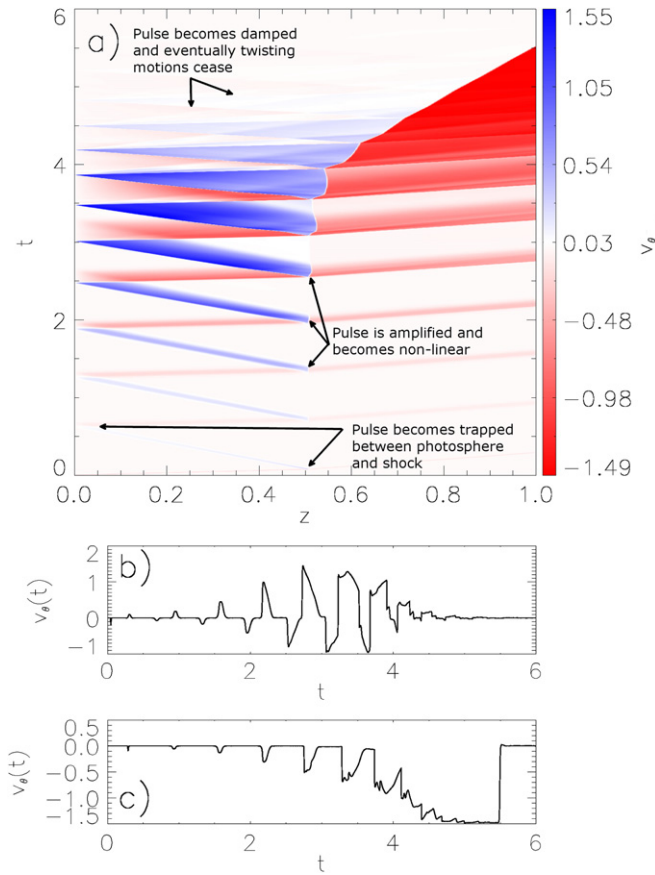 a)
Pulse becomes damped
and eventually twisting
motions cease
6
4
2
0
t
Pulse is amplified and
becomes non-linear
Pulse becomes trapped
between photosphere
and shock
0.0 0.2 0.4 0.6 0.8 1.0
z
1.55
1.05
0.54
0.03
−0.48
−0.98
−1.49
vθ
b)
2
1
0
−1
vθ(t)
0 2 4 6
t
c)
0.5
0.0
−0.5
−1.0
−1.5
vθ(t)
0 2 4 6
t